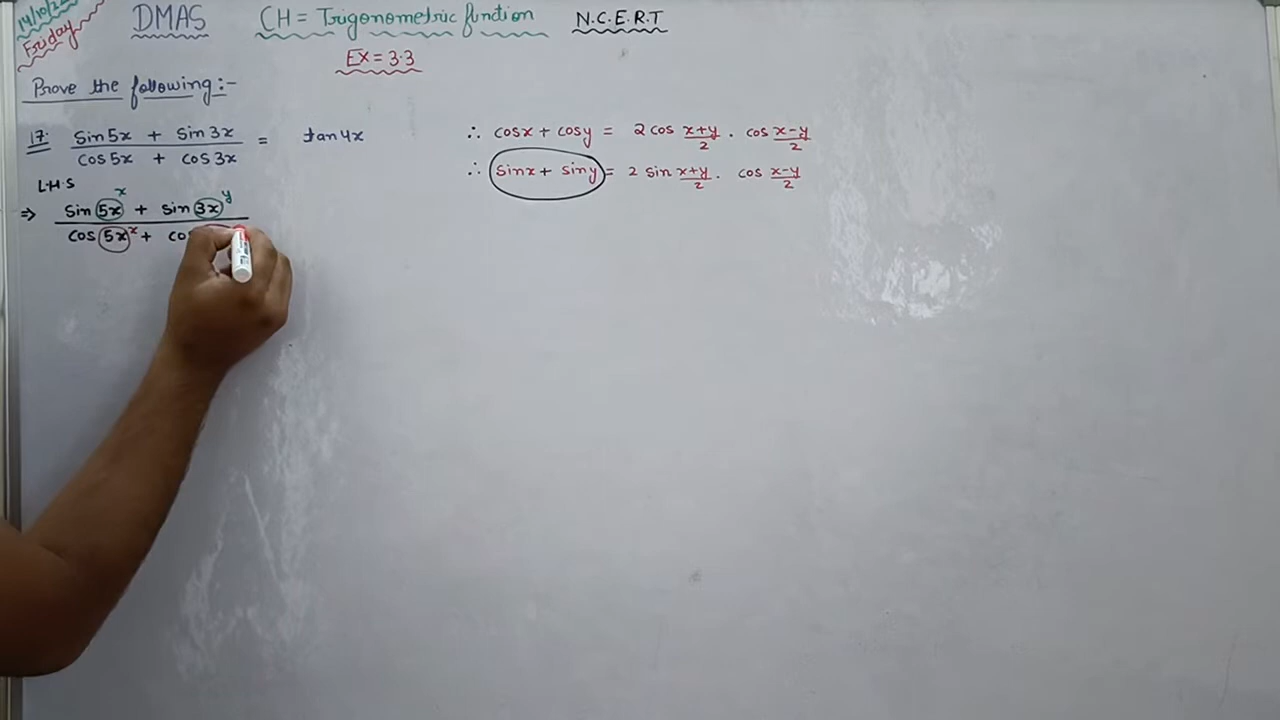 14/10/2
Friday
DMAS
CH = Trigonometric function
N.C.E.R.T
EX = 3.3
Prove the following:-
17. Sin 5x + Sin 3x / cos 5x + cos 3x = tan 4x
∴ cosx + cosy = 2 cos x+y/2 . cos x-y/2
∴ sinx + siny = 2 sin x+y/2 . cos x-y/2
L.H.S
⇒ sin 5x x + sin 3x y / cos 5x x + co